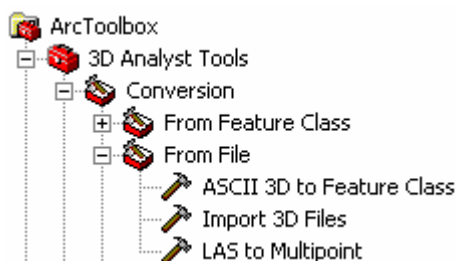 ArcToolbox
3D Analyst Tools
Conversion
From Feature Class
From File
ASCII 3D to Feature Class
Import 3D Files
LAS to Multipoint